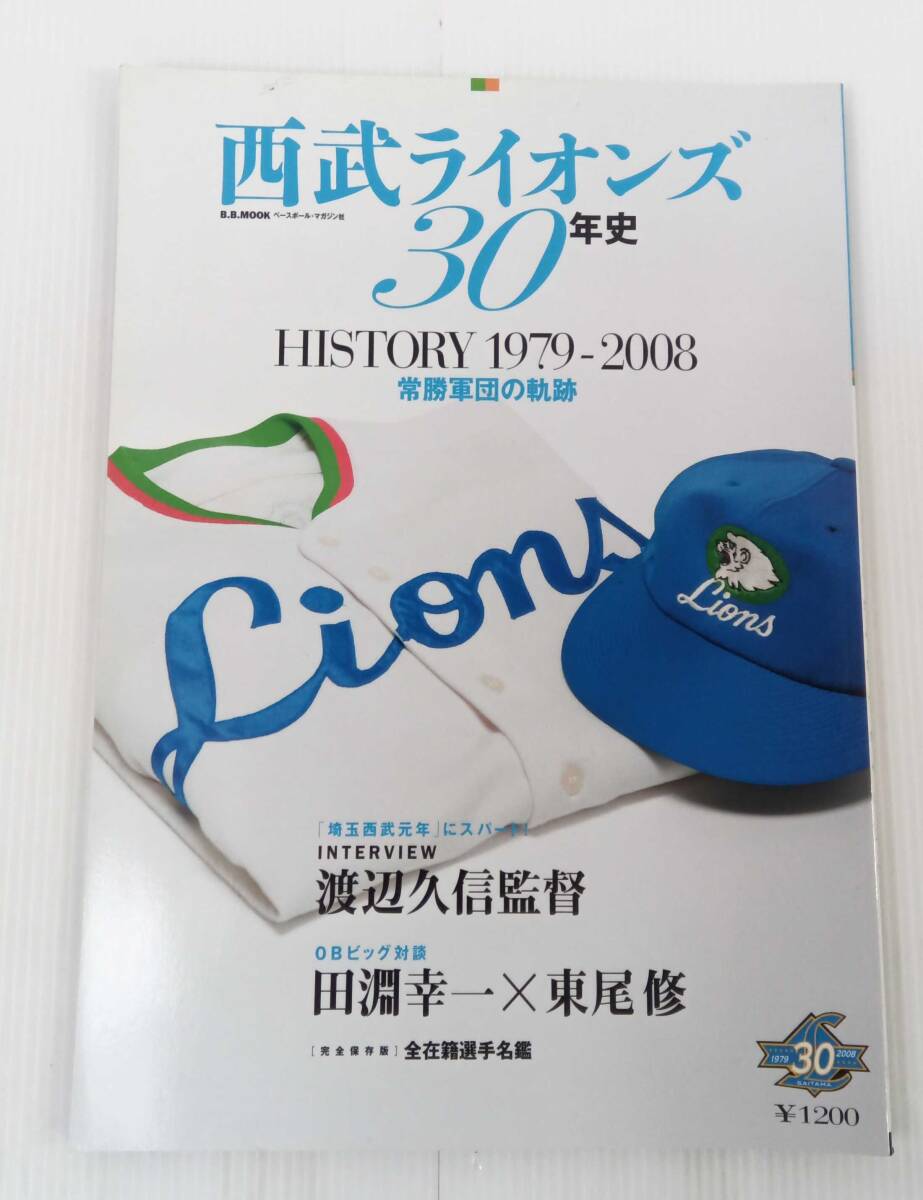 西武ライオンズ
B.B.MOOK ベースボール・マガジン社
30年史
HISTORY 1979-2008
常勝軍団の軌跡
Lions
Lions
「埼玉西武元年」にスパート!
INTERVIEW
渡辺久信監督
OBビッグ対談
田淵幸一×東尾修
[完全保存版]全在籍選手名鑑
1979 30 2008
SAITAMA
¥1200